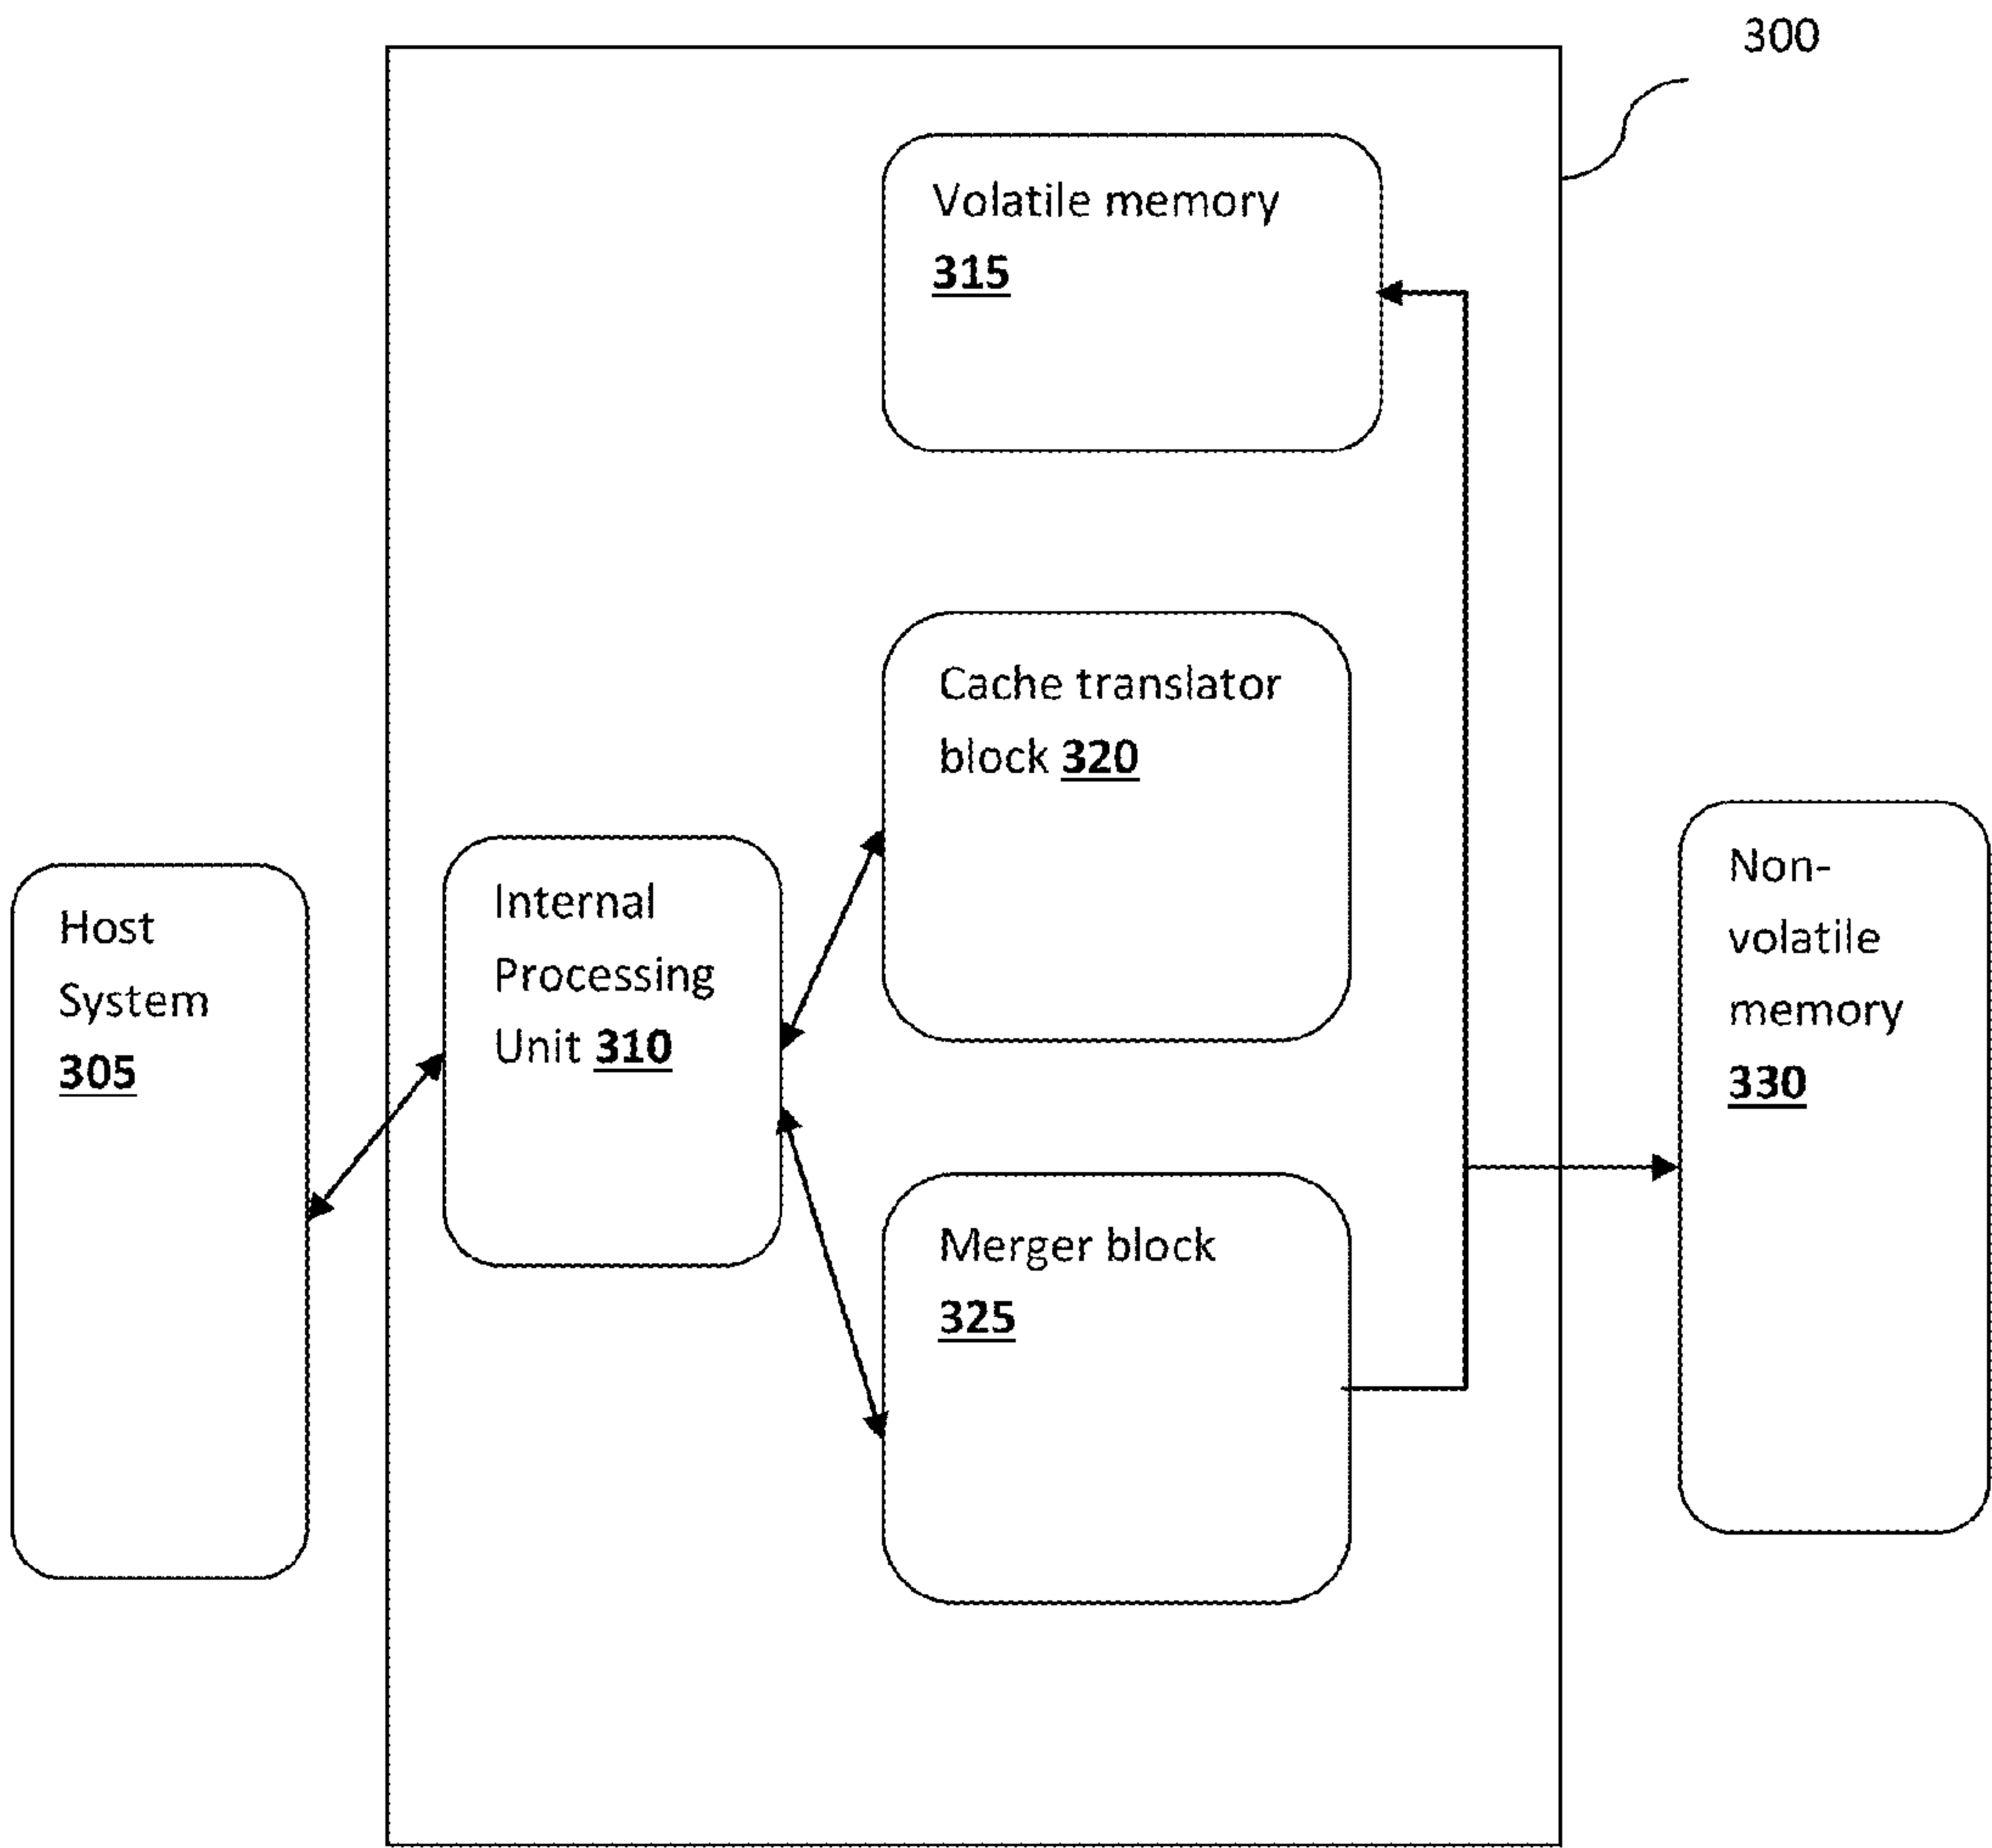 300
Volatile memory
315
Cache translator
block 320
Host
System
305
Internal
Processing
Unit 310
Non-
volatile
memory
330
Merger block
325